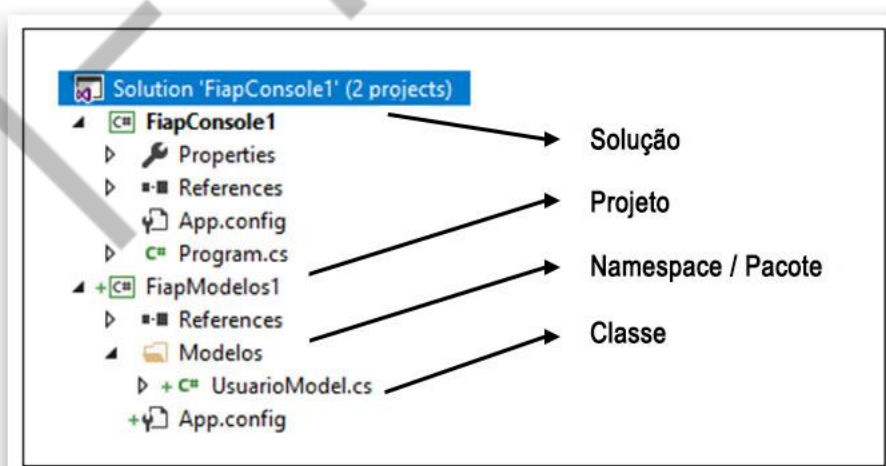 Solution 'FiapConsole1' (2 projects)
C# FiapConsole1
Properties
References
App.config
C# Program.cs
+ C# FiapModelos1
References
Modelos
+ C# UsuarioModel.cs
+ App.config
Solução
Projeto
Namespace / Pacote
Classe